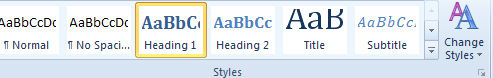 AaBbCcDc AaBbCcDc AaBbCc AaBbCc AaB AaBbCc
¶ Normal ¶ No Spaci... Heading 1 Heading 2 Title Subtitle Change
Styles
Styles